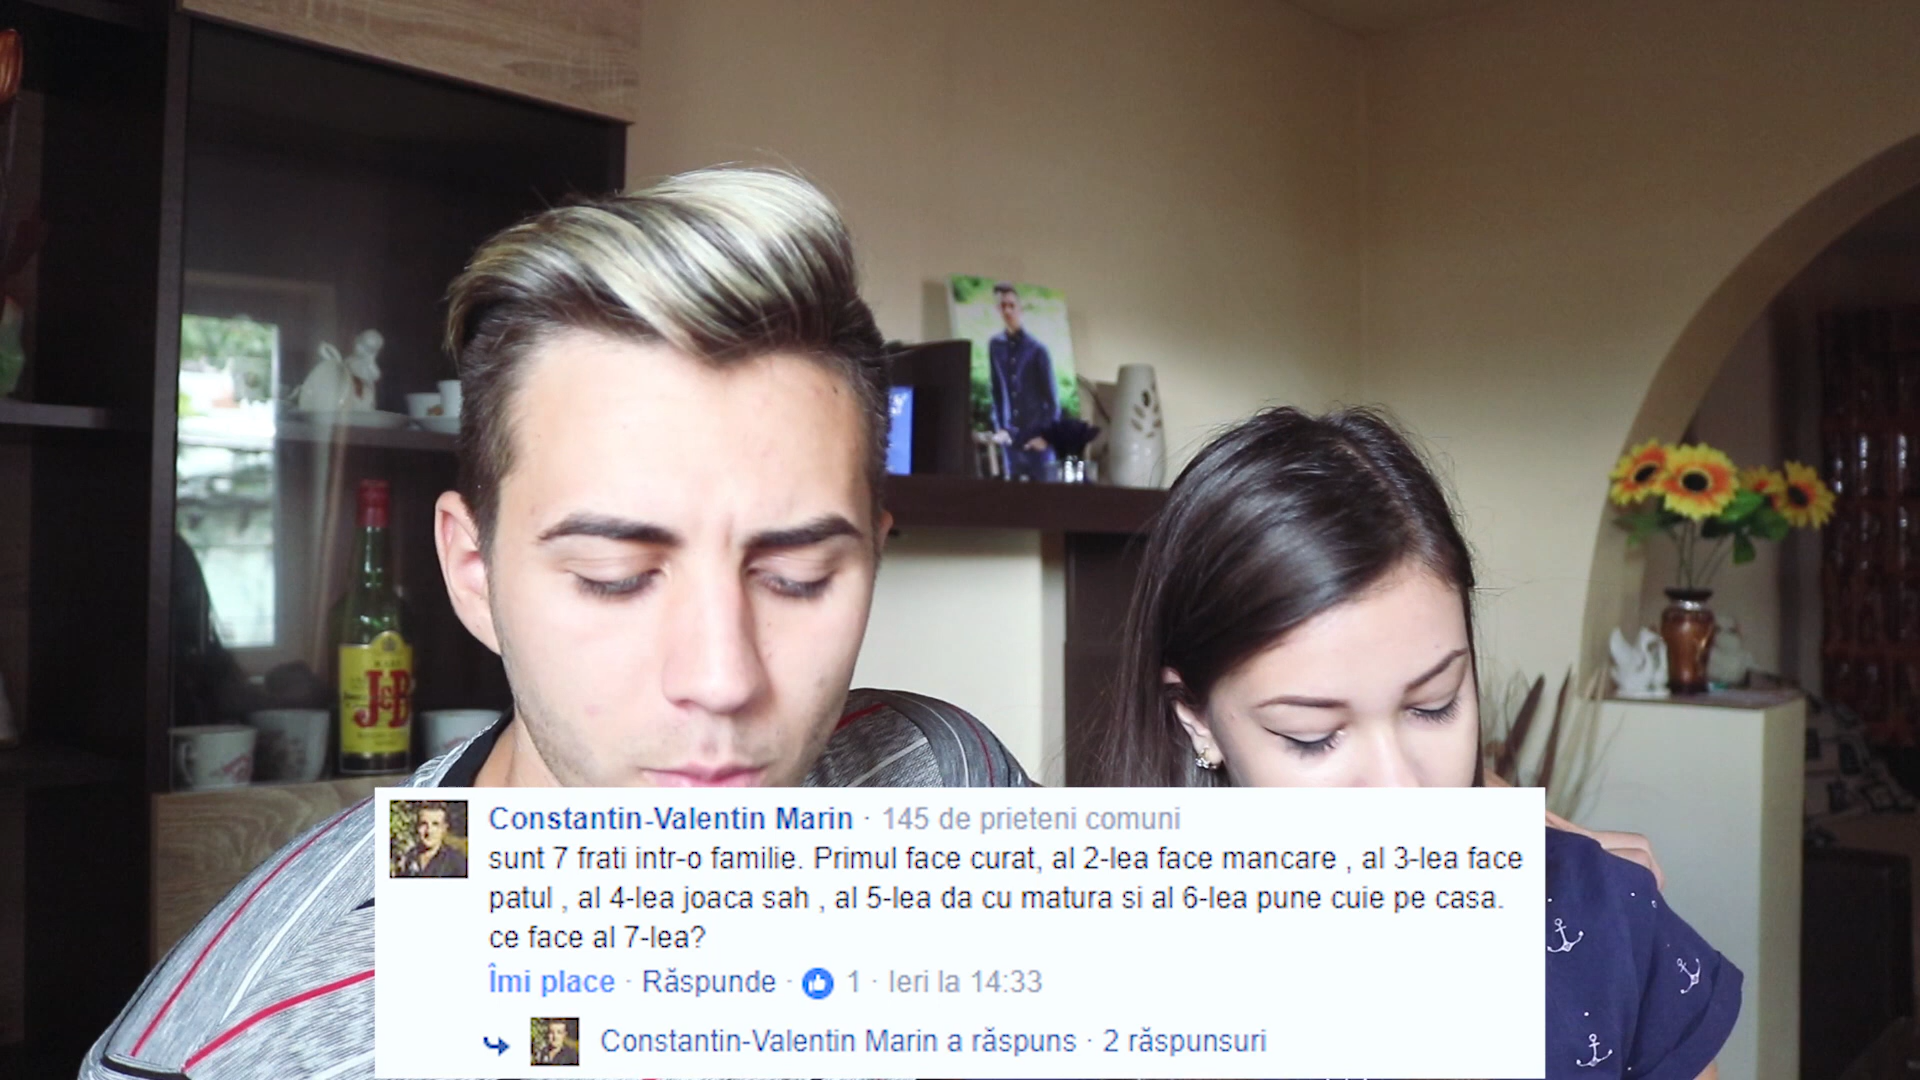 J&B
Constantin-Valentin Marin · 145 de prieteni comuni
sunt 7 frati intr-o familie. Primul face curat, al 2-lea face mancare , al 3-lea face
patul , al 4-lea joaca sah , al 5-lea da cu matura si al 6-lea pune cuie pe casa.
ce face al 7-lea?
Îmi place · Răspunde · 1 · Ieri la 14:33
Constantin-Valentin Marin a răspuns · 2 răspunsuri